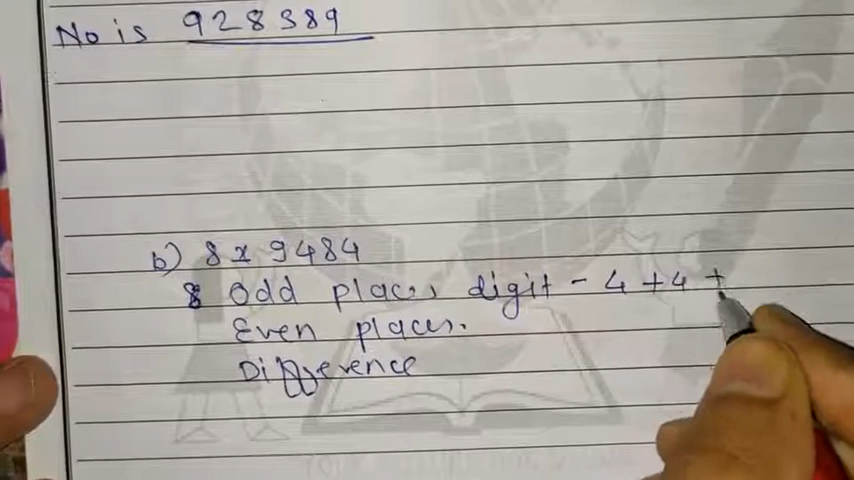 No is 928389
b) 8x9484
8 Odd places digit - 4 + 4 +
Even places.
Difference